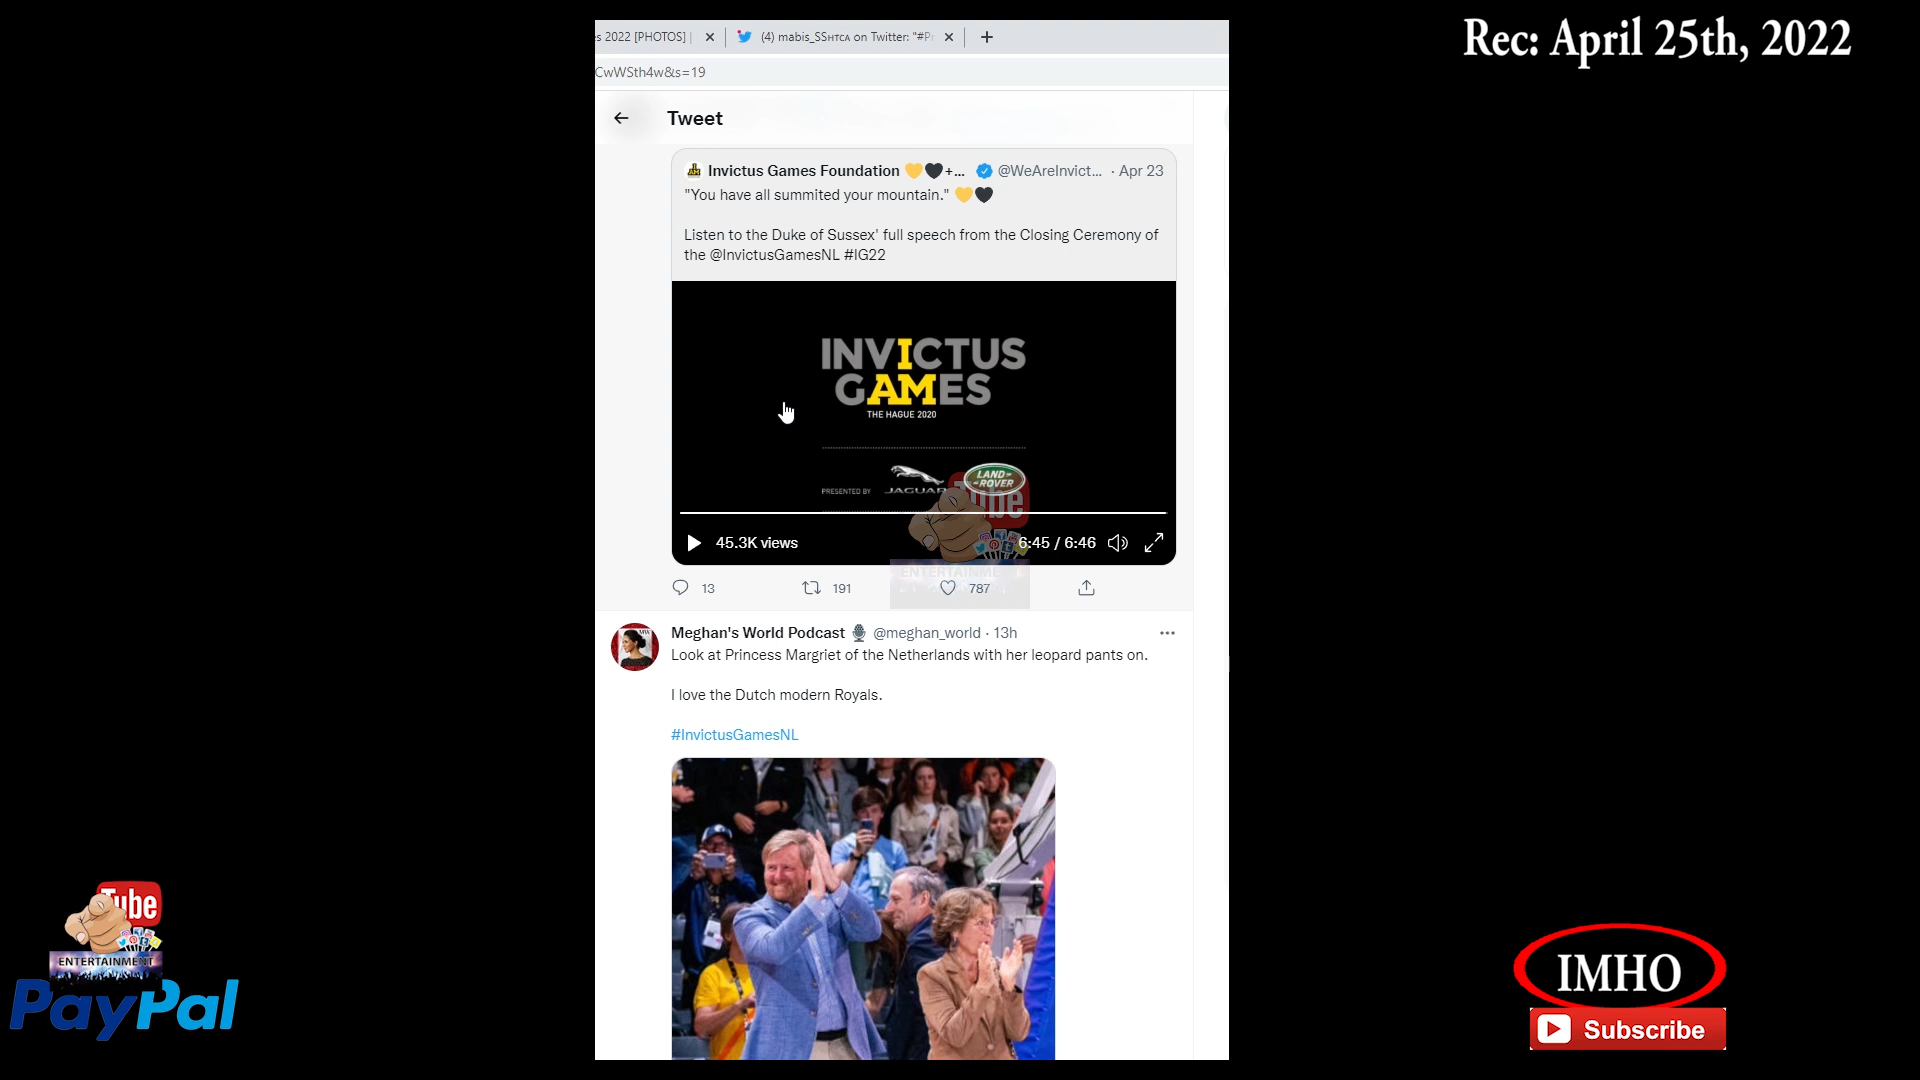 Rec: April 25th, 2022
s 2022 [PHOTOS] |
(4) mabis_SSHTCA on Twitter: "#Pr
CwWSth4w&s=19
Tweet
Invictus Games Foundation 💛🖤+... @WeAreInvict... · Apr 23
"You have all summited your mountain." 💛🖤
Listen to the Duke of Sussex' full speech from the Closing Ceremony of
the @InvictusGamesNL #IG22
INVICTUS
GAMES
THE HAGUE 2020
PRESENTED BY JAGUAR LAND-ROVER
45.3K views 6:45 / 6:46
ENTERTAINMENT
13 191 787
Meghan's World Podcast 🎙 @meghan_world · 13h
Look at Princess Margriet of the Netherlands with her leopard pants on.
I love the Dutch modern Royals.
#InvictusGamesNL
Tube
ENTERTAINMENT
PayPal
IMHO
Subscribe